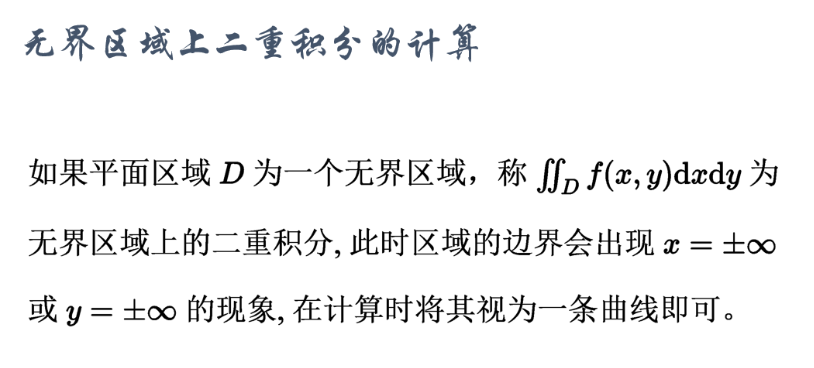 无界区域上二重积分的计算
如果平面区域 D 为一个无界区域，称 ∬_D f(x, y)dxdy 为
无界区域上的二重积分, 此时区域的边界会出现 x = ±∞
或 y = ±∞ 的现象, 在计算时将其视为一条曲线即可。